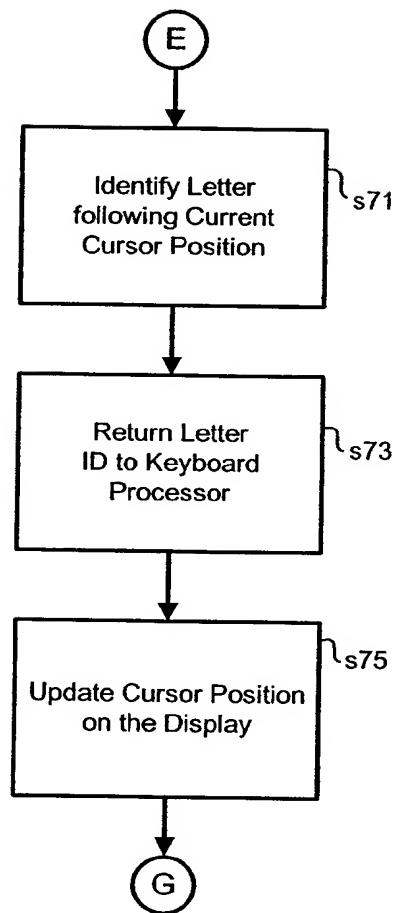 E
Identify Letter
following Current
Cursor Position
s71
Return Letter
ID to Keyboard
Processor
s73
Update Cursor Position
on the Display
s75
G